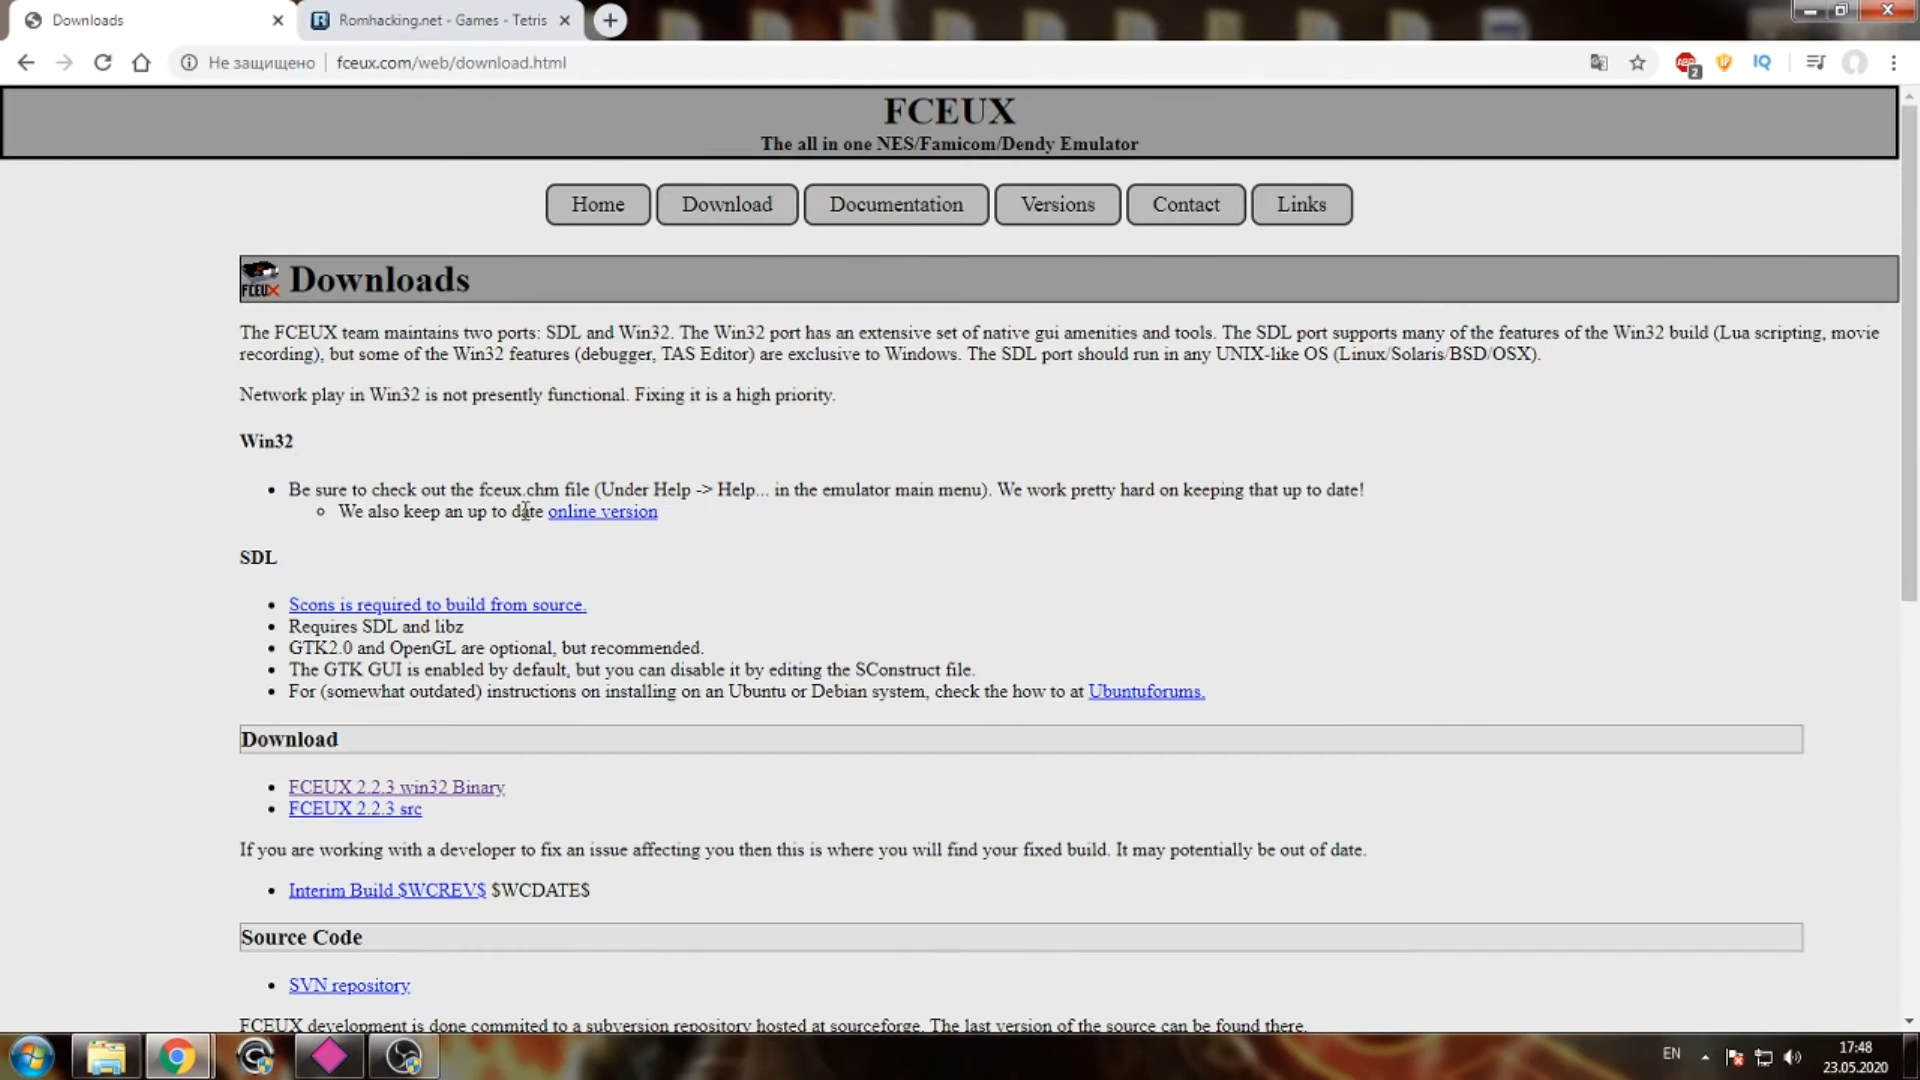 Downloads
Romhacking.net - Games - Tetris
Не защищено
fceux.com/web/download.html
ABP
2
IQ
FCEUX
The all in one NES/Famicom/Dendy Emulator
Home
Download
Documentation
Versions
Contact
Links
FCEUX
Downloads
The FCEUX team maintains two ports: SDL and Win32. The Win32 port has an extensive set of native gui amenities and tools. The SDL port supports many of the features of the Win32 build (Lua scripting, movie
recording), but some of the Win32 features (debugger, TAS Editor) are exclusive to Windows. The SDL port should run in any UNIX-like OS (Linux/Solaris/BSD/OSX).
Network play in Win32 is not presently functional. Fixing it is a high priority.
Win32
Be sure to check out the fceux.chm file (Under Help -> Help... in the emulator main menu). We work pretty hard on keeping that up to date!
We also keep an up to date online version
SDL
Scons is required to build from source.
Requires SDL and libz
GTK2.0 and OpenGL are optional, but recommended.
The GTK GUI is enabled by default, but you can disable it by editing the SConstruct file.
For (somewhat outdated) instructions on installing on an Ubuntu or Debian system, check the how to at Ubuntuforums.
Download
FCEUX 2.2.3 win32 Binary
FCEUX 2.2.3 src
If you are working with a developer to fix an issue affecting you then this is where you will find your fixed build. It may potentially be out of date.
Interim Build $WCREV$ $WCDATE$
Source Code
SVN repository
FCEUX development is done commited to a subversion repository hosted at sourceforge. The last version of the source can be found there.
EN
17:48
23.05.2020